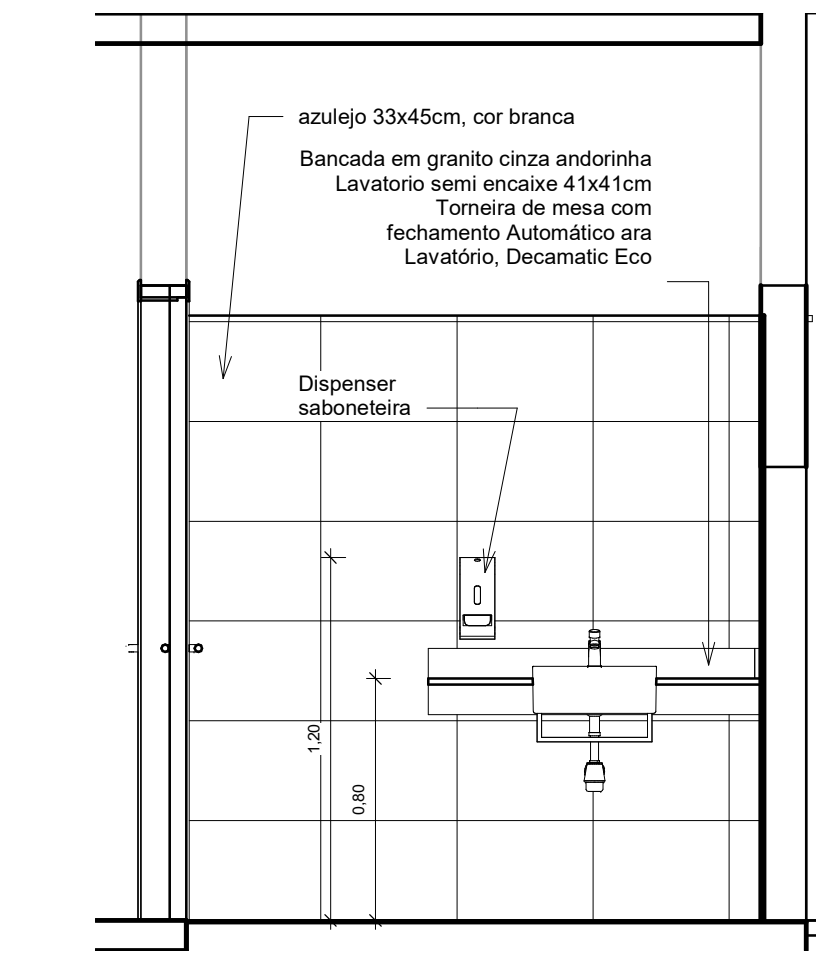 azulejo 33x45cm, cor branca
Bancada em granito cinza andorinha
Lavatorio semi encaixe 41x41cm
Torneira de mesa com
fechamento Automático ara
Lavatório, Decamatic Eco
Dispenser
saboneteira
1,20
0,80